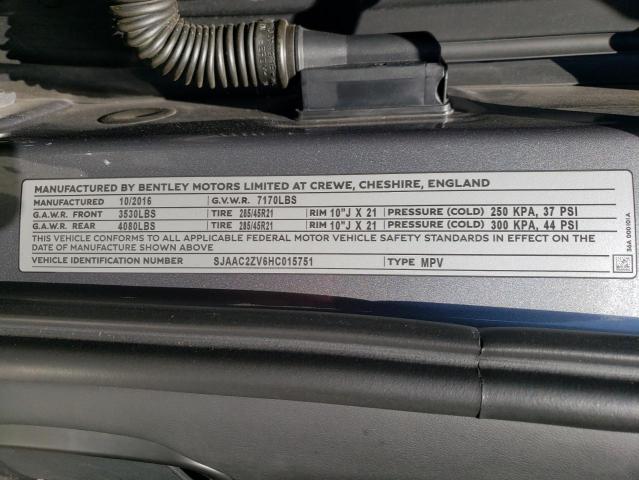 MANUFACTURED BY BENTLEY MOTORS LIMITED AT CREWE, CHESHIRE, ENGLAND
MANUFACTURED 10/2016 G.V.W.R. 7170LBS
G.A.W.R. FRONT 3530LBS TIRE 285/45R21 RIM 10"J X 21 PRESSURE (COLD) 250 KPA, 37 PSI
G.A.W.R. REAR 4080LBS TIRE 285/45R21 RIM 10"J X 21 PRESSURE (COLD) 300 KPA, 44 PSI
THIS VEHICLE CONFORMS TO ALL APPLICABLE FEDERAL MOTOR VEHICLE SAFETY STANDARDS IN EFFECT ON THE
DATE OF MANUFACTURE SHOWN ABOVE.
VEHICLE IDENTIFICATION NUMBER SJAAC2ZV6HC015751 TYPE MPV
36A 000101A